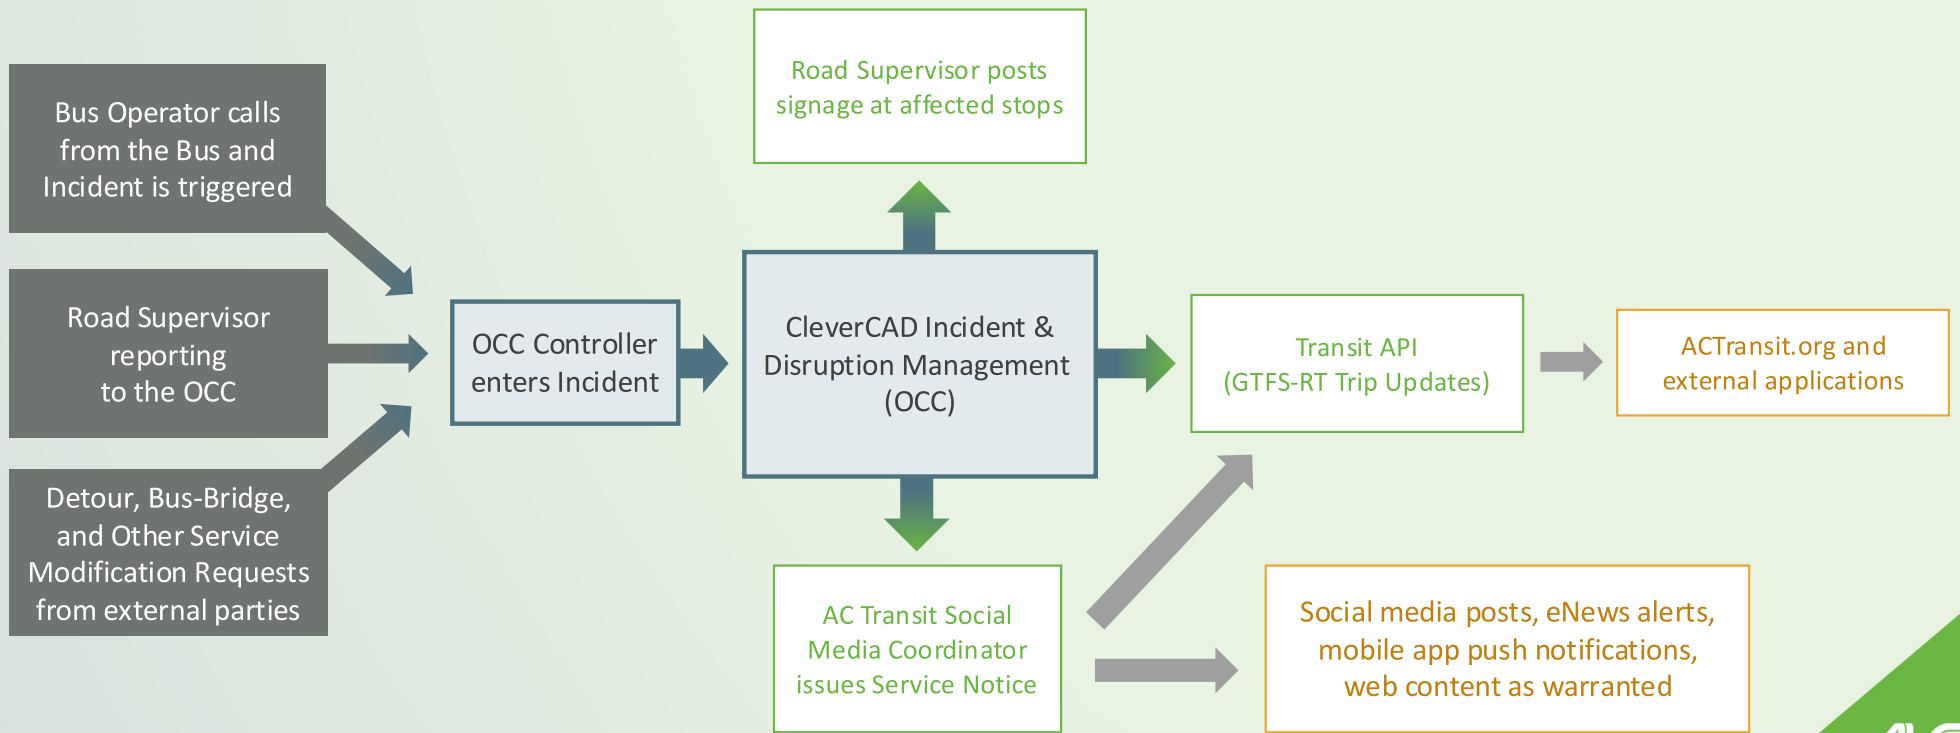 Bus Operator calls
from the Bus and
Incident is triggered
Road Supervisor
reporting
to the OCC
Detour, Bus-Bridge,
and Other Service
Modification Requests
from external parties
OCC Controller
enters Incident
Road Supervisor posts
signage at affected stops
CleverCAD Incident &
Disruption Management
(OCC)
AC Transit Social
Media Coordinator
issues Service Notice
Transit API
(GTFS-RT Trip Updates)
ACTransit.org and
external applications
Social media posts, eNews alerts,
mobile app push notifications,
web content as warranted